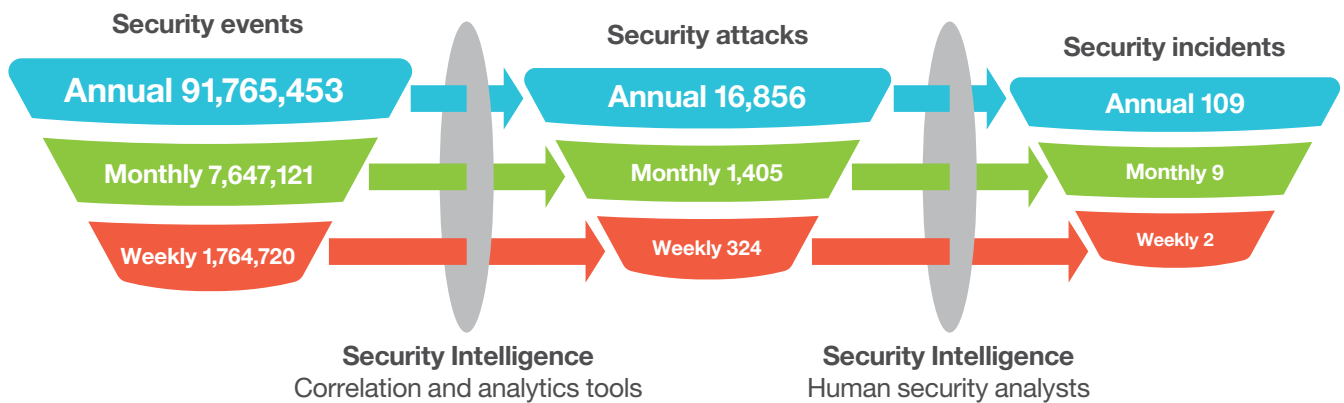 Security events
Annual 91,765,453
Monthly 7,647,121
Weekly 1,764,720
Security attacks
Annual 16,856
Monthly 1,405
Weekly 324
Security incidents
Annual 109
Monthly 9
Weekly 2
Security Intelligence
Correlation and analytics tools
Security Intelligence
Human security analysts